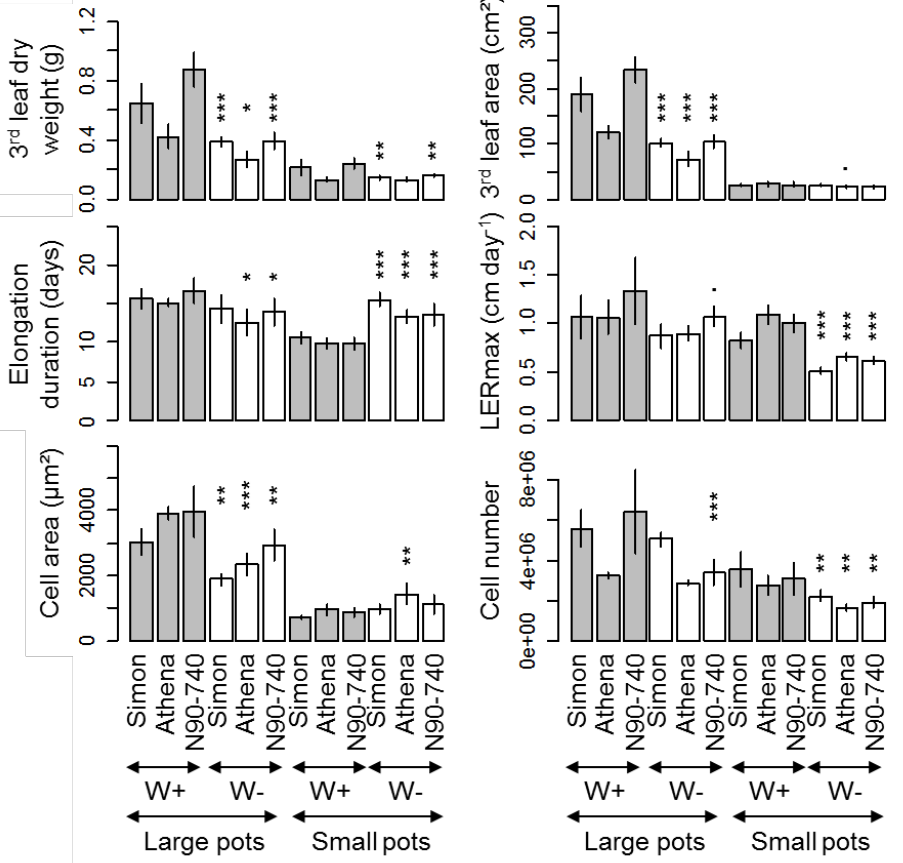 3rd leaf dry
weight (g)
0.0 0.4 0.8 1.2
*** * *** ** **
3rd leaf area (cm²)
0 100 200 300
*** *** *** .
Elongation
duration (days)
0 5 10 20
* * *** *** ***
LERmax (cm day-1)
0.0 0.5 1.0 1.5 2.0
. *** *** ***
Cell area (µm²)
0 2000 4000
** *** ** **
Cell number
0e+00 4e+06 8e+06
*** ** ** **
Simon Athena N90-740 Simon Athena N90-740 Simon Athena N90-740 Simon Athena N90-740
W+ W- W+ W-
Large pots Small pots
Simon Athena N90-740 Simon Athena N90-740 Simon Athena N90-740 Simon Athena N90-740
W+ W- W+ W-
Large pots Small pots